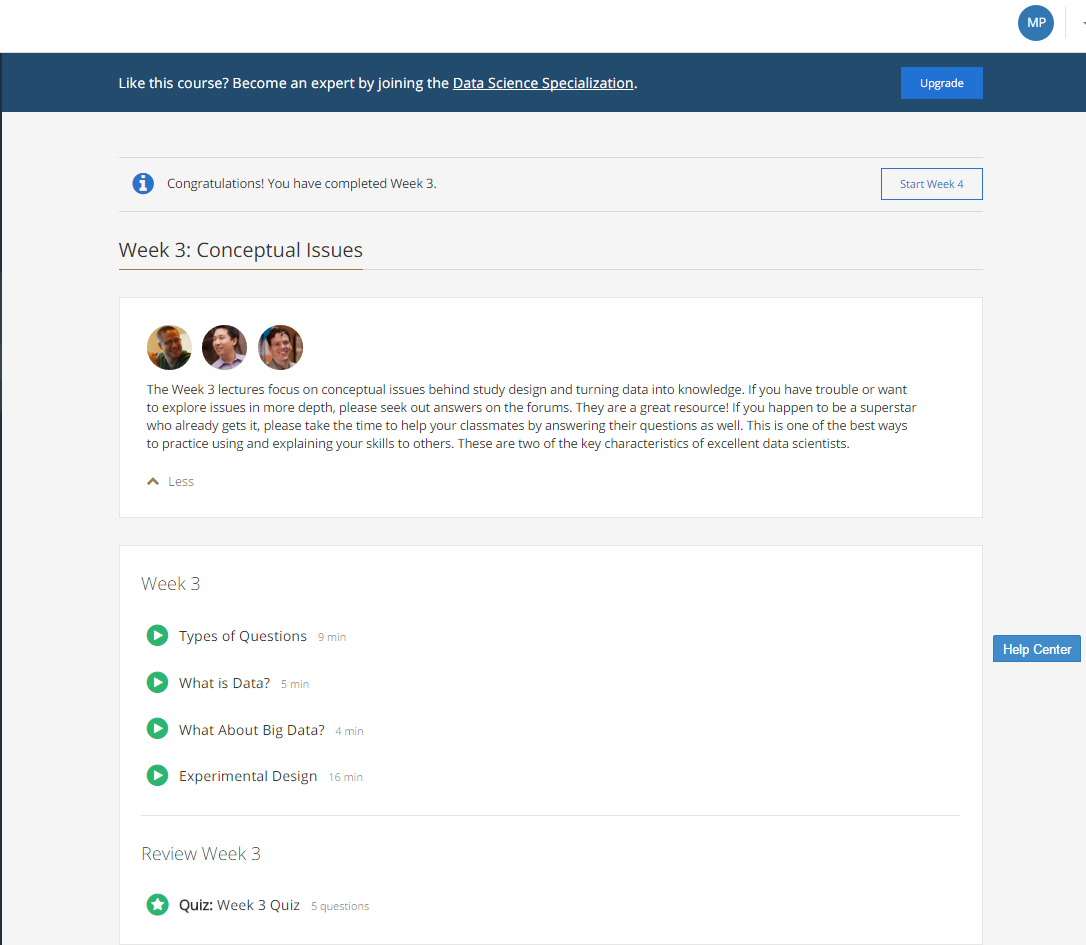 MP
Like this course? Become an expert by joining the Data Science Specialization.
Upgrade
Congratulations! You have completed Week 3.
Start Week 4
Week 3: Conceptual Issues
The Week 3 lectures focus on conceptual issues behind study design and turning data into knowledge. If you have trouble or want
to explore issues in more depth, please seek out answers on the forums. They are a great resource! If you happen to be a superstar
who already gets it, please take the time to help your classmates by answering their questions as well. This is one of the best ways
to practice using and explaining your skills to others. These are two of the key characteristics of excellent data scientists.
Less
Week 3
Types of Questions 9 min
What is Data? 5 min
Help Center
What About Big Data? 4 min
Experimental Design 16 min
Review Week 3
Quiz: Week 3 Quiz 5 questions